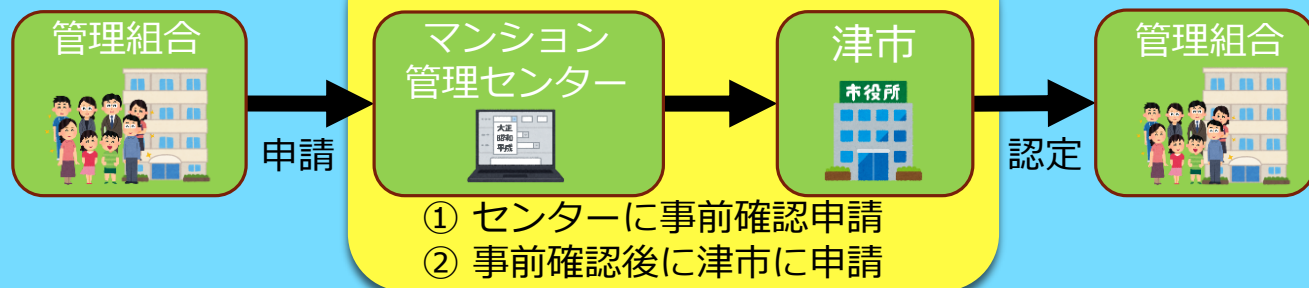 管理組合
申請
マンション
管理センター
大正
昭和
平成
津市
市役所
認定
管理組合
① センターに事前確認申請
② 事前確認後に津市に申請